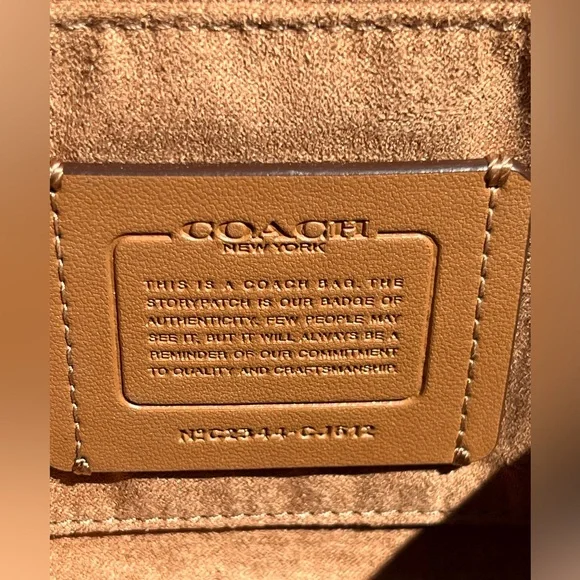 COACH
NEW YORK
THIS IS A COACH BAG. THE
STORYPATCH IS OUR BADGE OF
AUTHENTICITY. FEW PEOPLE MAY
SEE IT, BUT IT WILL ALWAYS BE A
REMINDER OF OUR COMMITMENT
TO QUALITY AND CRAFTSMANSHIP.
Nº C2344-CJ512